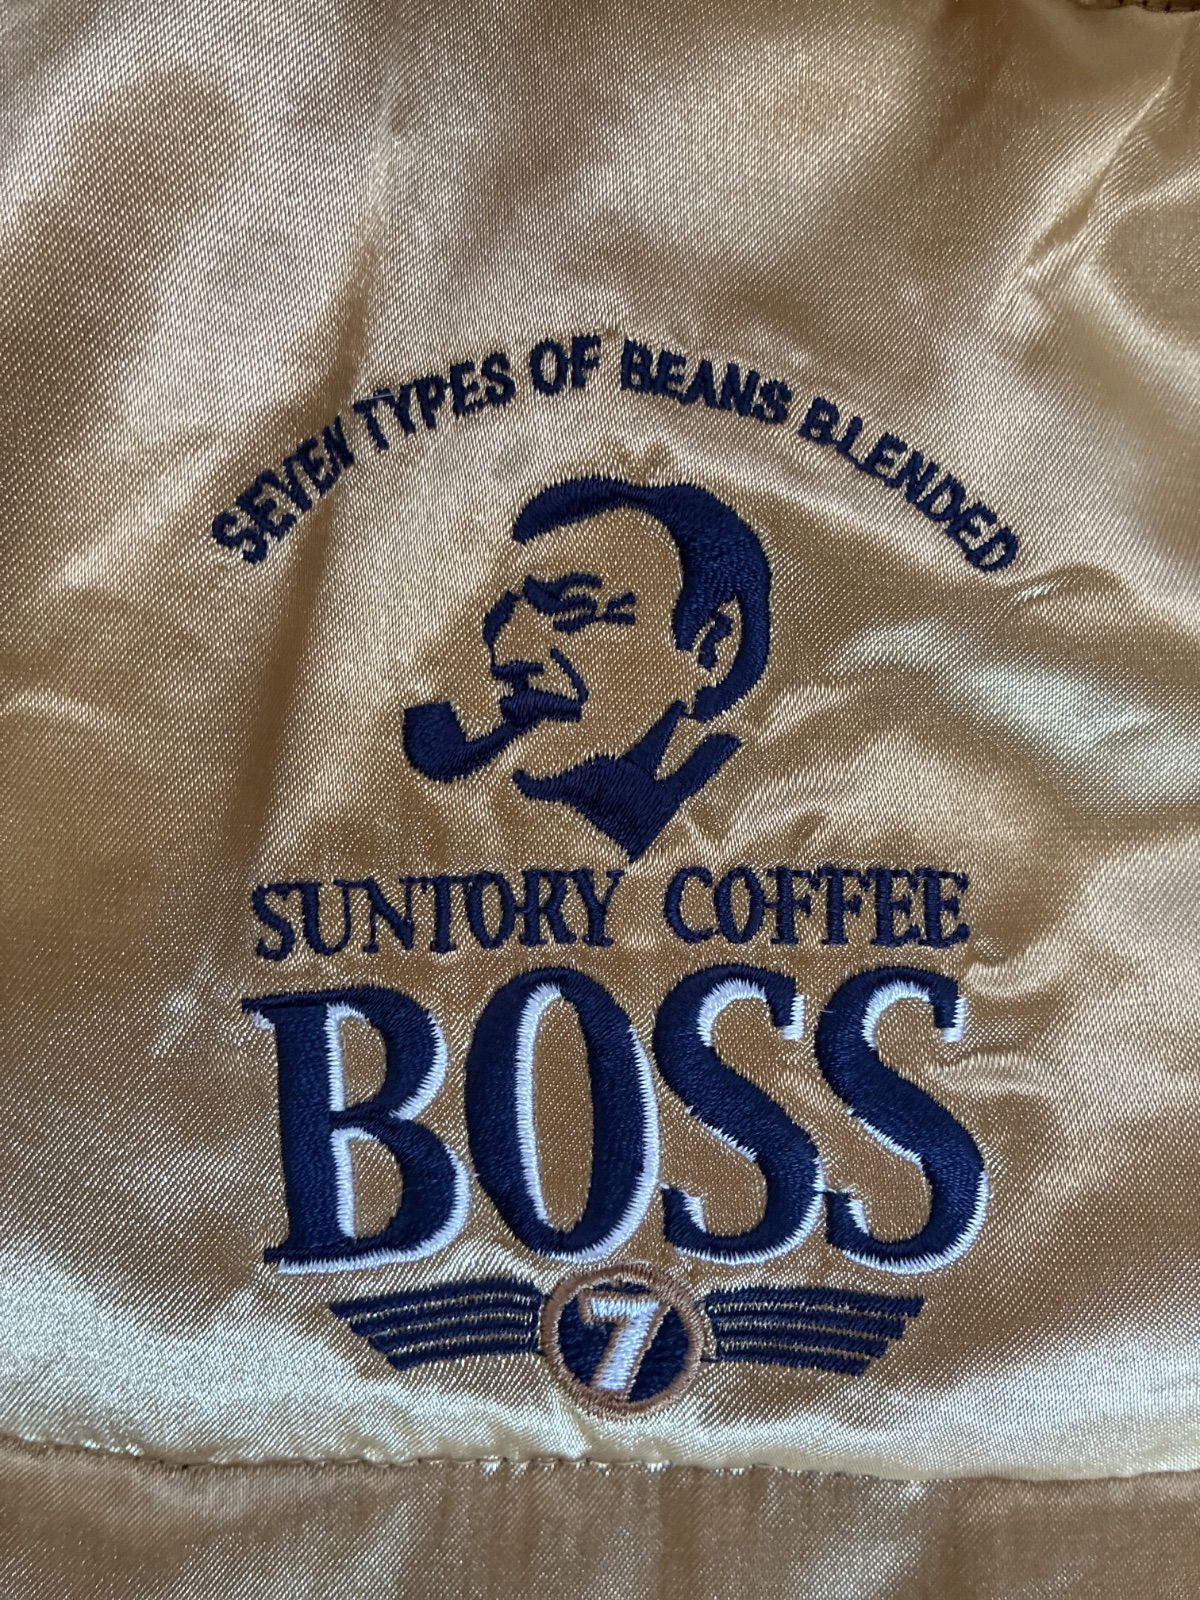 SEVEN TYPES OF BEANS BLENDED
SUNTORY COFFEE
BOSS
7